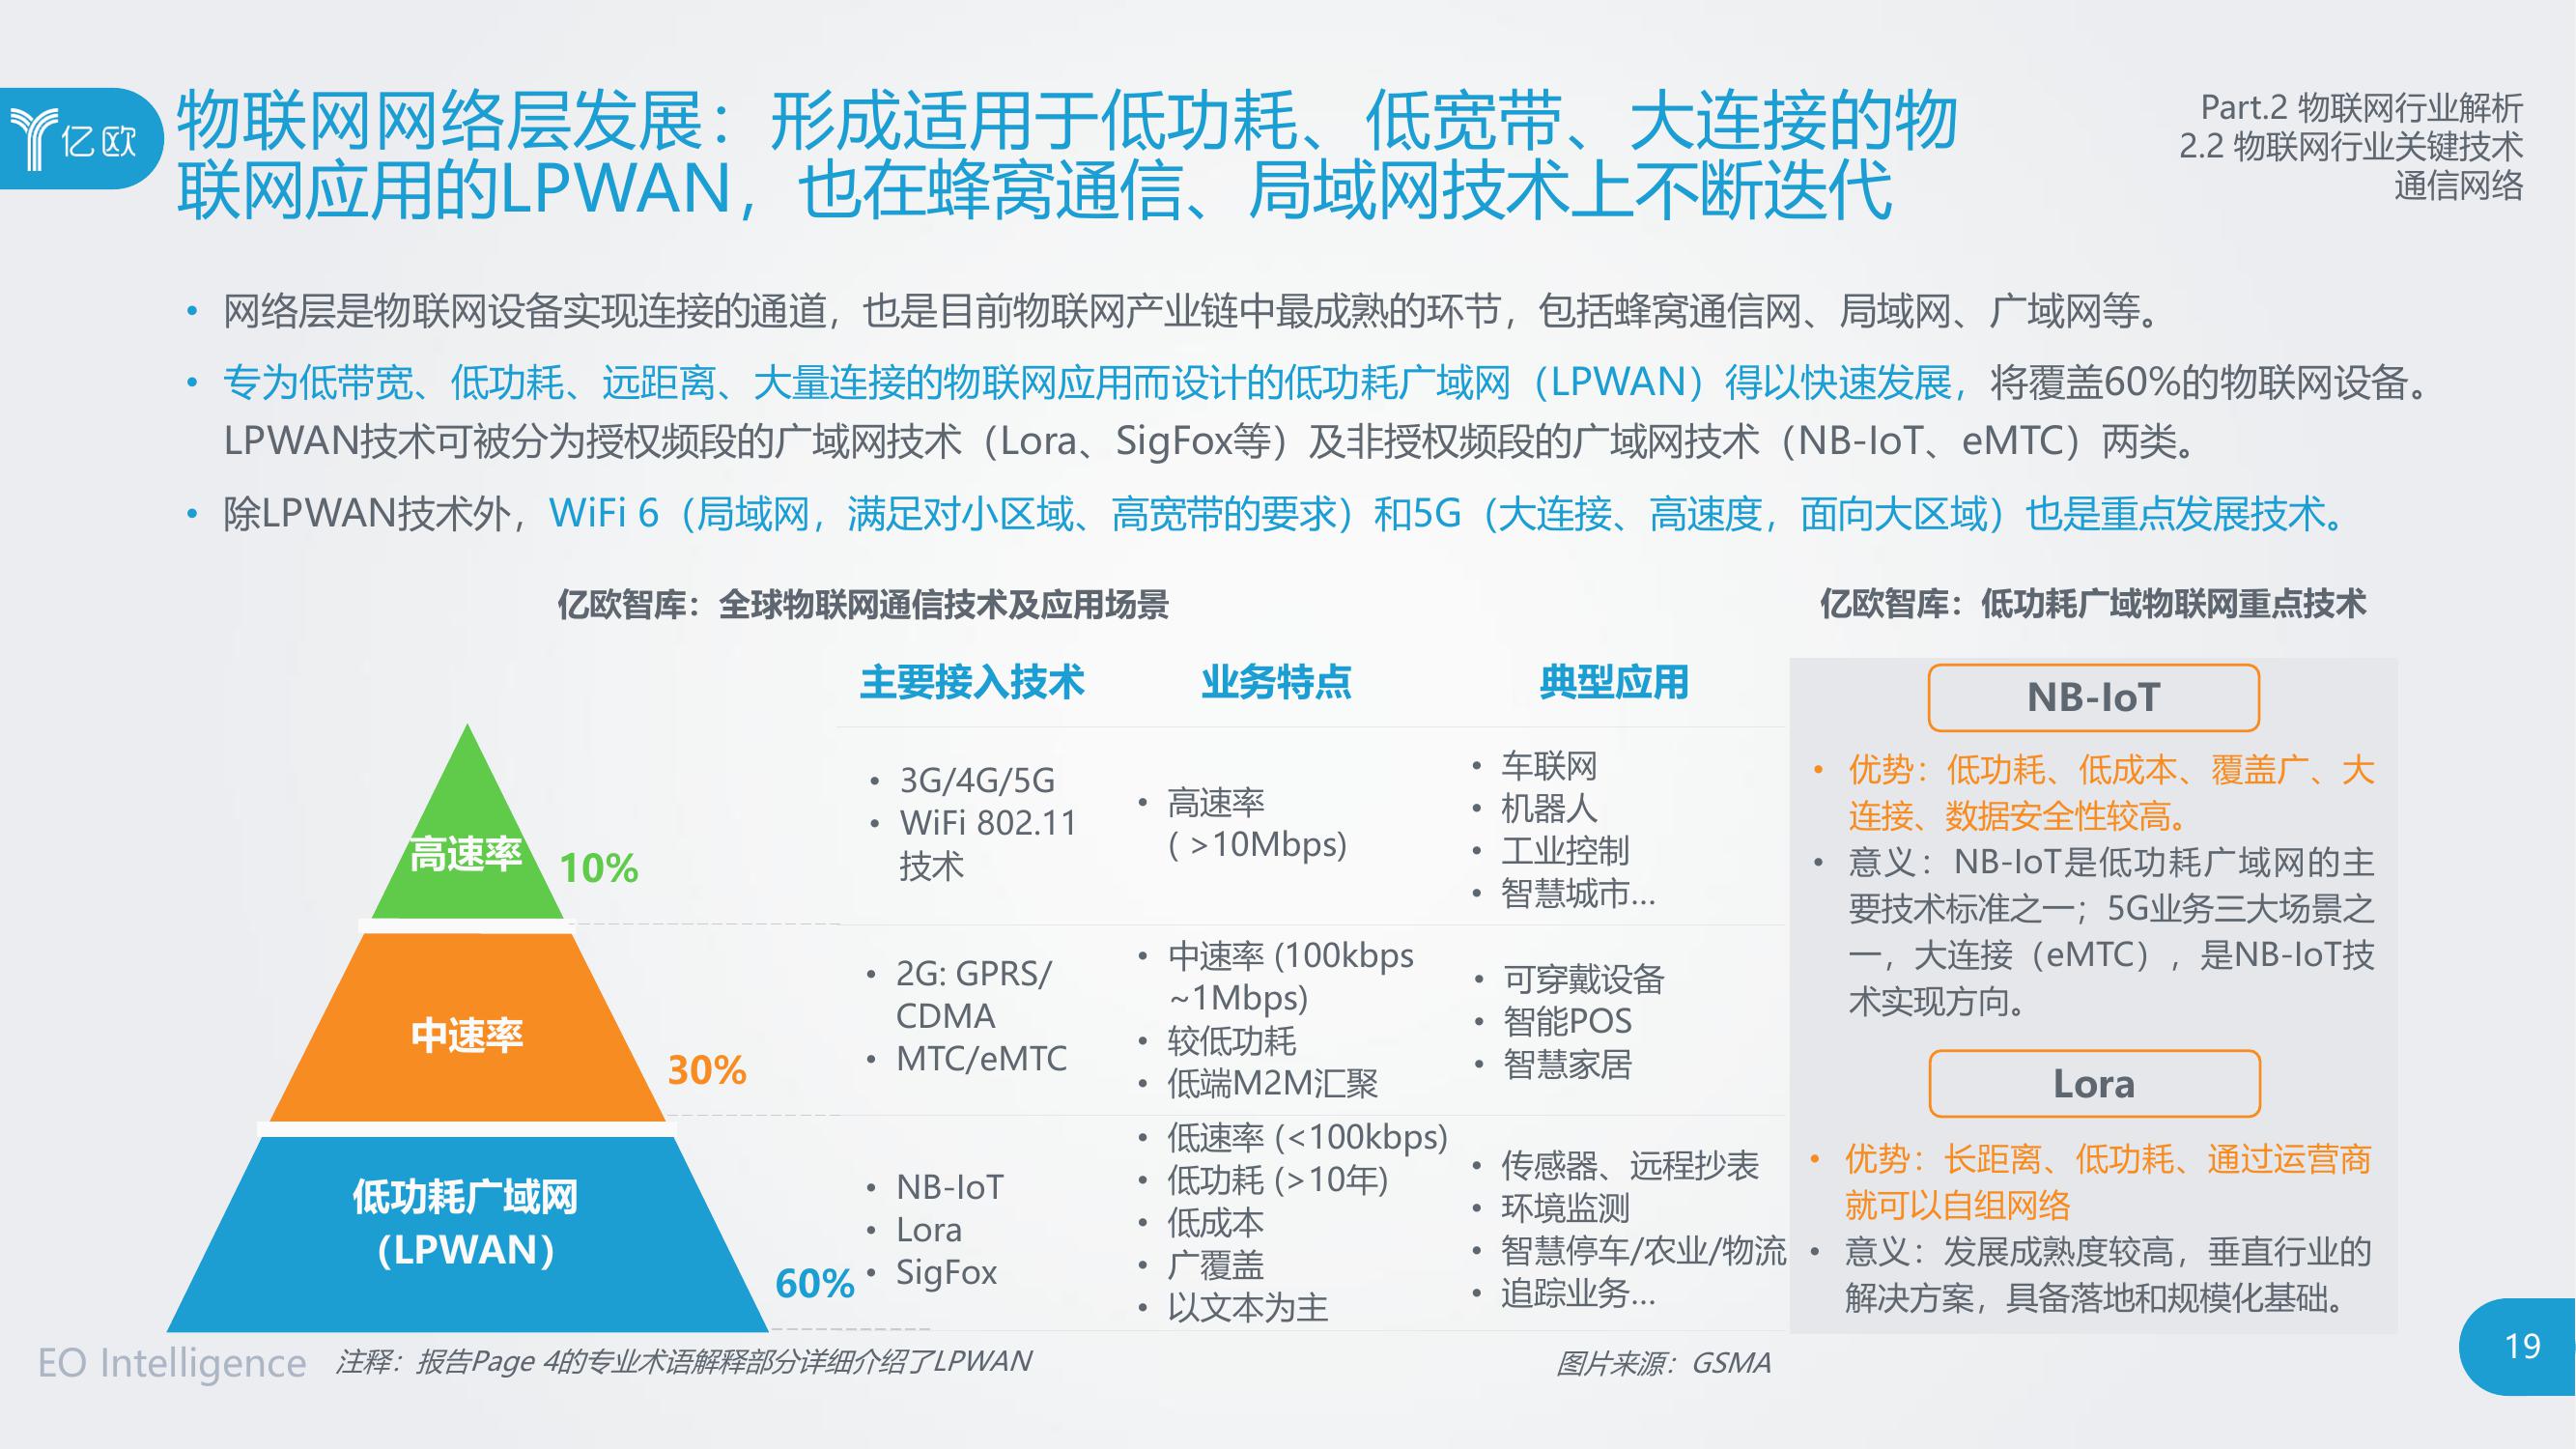 亿欧
物联网网络层发展：形成适用于低功耗、低宽带、大连接的物
联网应用的LPWAN，也在蜂窝通信、局域网技术上不断迭代
Part.2 物联网行业解析
2.2 物联网行业关键技术
通信网络
• 网络层是物联网设备实现连接的通道，也是目前物联网产业链中最成熟的环节，包括蜂窝通信网、局域网、广域网等。
• 专为低带宽、低功耗、远距离、大量连接的物联网应用而设计的低功耗广域网（LPWAN）得以快速发展，将覆盖60%的物联网设备。
LPWAN技术可被分为授权频段的广域网技术（Lora、SigFox等）及非授权频段的广域网技术（NB-IoT、eMTC）两类。
• 除LPWAN技术外，WiFi 6（局域网，满足对小区域、高宽带的要求）和5G（大连接、高速度，面向大区域）也是重点发展技术。
亿欧智库：全球物联网通信技术及应用场景
主要接入技术
业务特点
典型应用
高速率
10%
• 3G/4G/5G
• WiFi 802.11
技术
• 高速率
( >10Mbps)
• 车联网
• 机器人
• 工业控制
• 智慧城市...
中速率
30%
• 2G: GPRS/
CDMA
• MTC/eMTC
• 中速率 (100kbps
~1Mbps)
• 较低功耗
• 低端M2M汇聚
• 可穿戴设备
• 智能POS
• 智慧家居
低功耗广域网
（LPWAN）
60%
• NB-IoT
• Lora
• SigFox
• 低速率 (<100kbps)
• 低功耗 (>10年)
• 低成本
• 广覆盖
• 以文本为主
• 传感器、远程抄表
• 环境监测
• 智慧停车/农业/物流
• 追踪业务...
亿欧智库：低功耗广域物联网重点技术
NB-IoT
• 优势：低功耗、低成本、覆盖广、大
连接、数据安全性较高。
• 意义：NB-IoT是低功耗广域网的主
要技术标准之一；5G业务三大场景之
一，大连接（eMTC），是NB-IoT技
术实现方向。
Lora
• 优势：长距离、低功耗、通过运营商
就可以自组网络
• 意义：发展成熟度较高，垂直行业的
解决方案，具备落地和规模化基础。
EO Intelligence
注释：报告Page 4的专业术语解释部分详细介绍了LPWAN
图片来源：GSMA
19